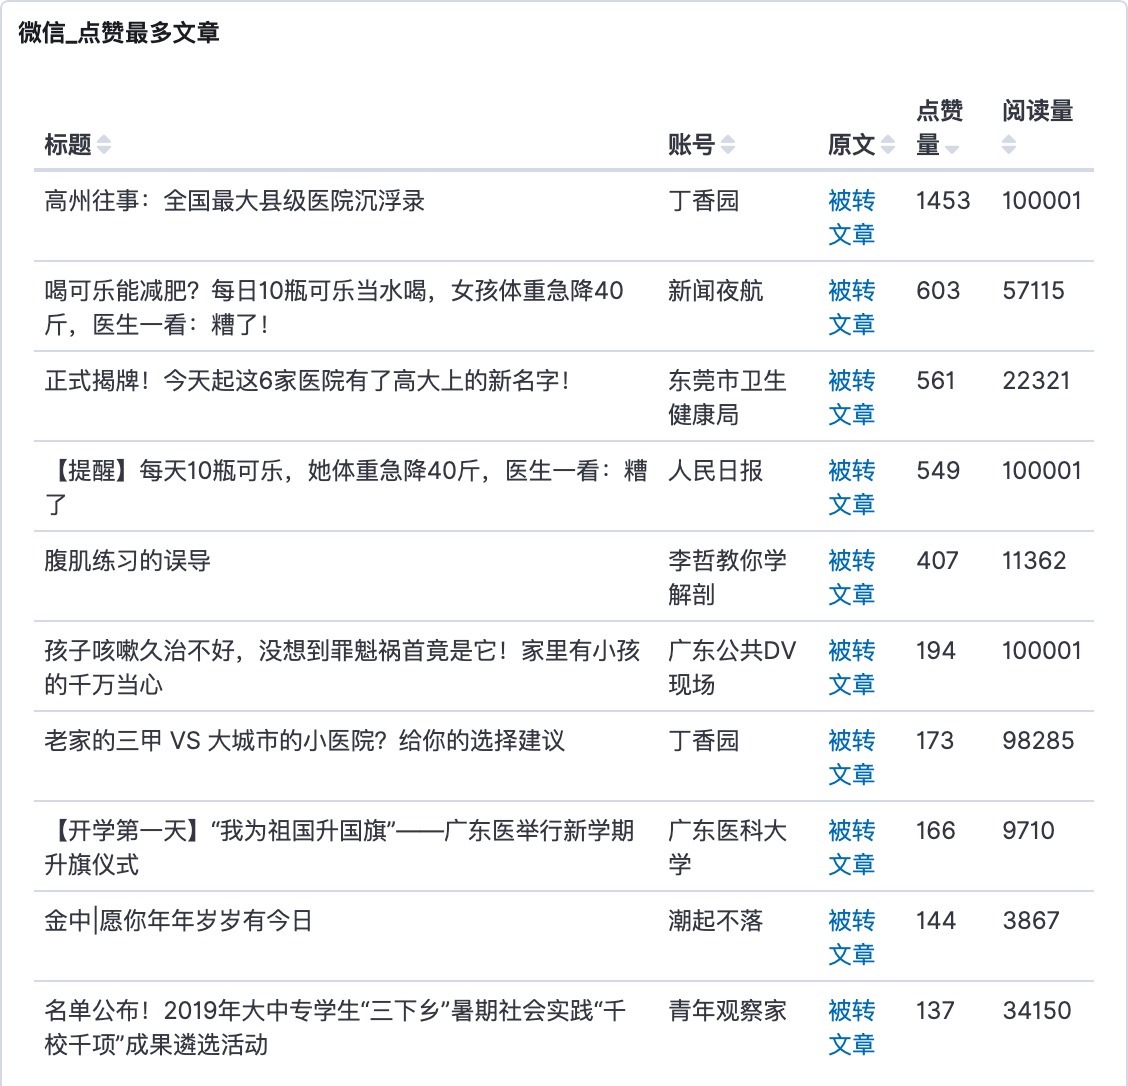 微信_点赞最多文章
点赞 阅读量
标题 账号 原文 量
高州往事：全国最大县级医院沉浮录 丁香园 被转 1453 100001
文章
喝可乐能减肥？每日10瓶可乐当水喝，女孩体重急降40 新闻夜航 被转 603 57115
斤，医生一看：糟了！ 文章
正式揭牌！今天起这6家医院有了高大上的新名字！ 东莞市卫生 被转 561 22321
健康局 文章
【提醒】每天10瓶可乐，她体重急降40斤，医生一看：糟 人民日报 被转 549 100001
了 文章
腹肌练习的误导 李哲教你学 被转 407 11362
解剖 文章
孩子咳嗽久治不好，没想到罪魁祸首竟是它！家里有小孩 广东公共DV 被转 194 100001
的千万当心 现场 文章
老家的三甲 VS 大城市的小医院？给你的选择建议 丁香园 被转 173 98285
文章
【开学第一天】“我为祖国升国旗”——广东医举行新学期 广东医科大 被转 166 9710
升旗仪式 学 文章
金中|愿你年年岁岁有今日 潮起不落 被转 144 3867
文章
名单公布！2019年大中专学生“三下乡”暑期社会实践“千 青年观察家 被转 137 34150
校千项”成果遴选活动 文章